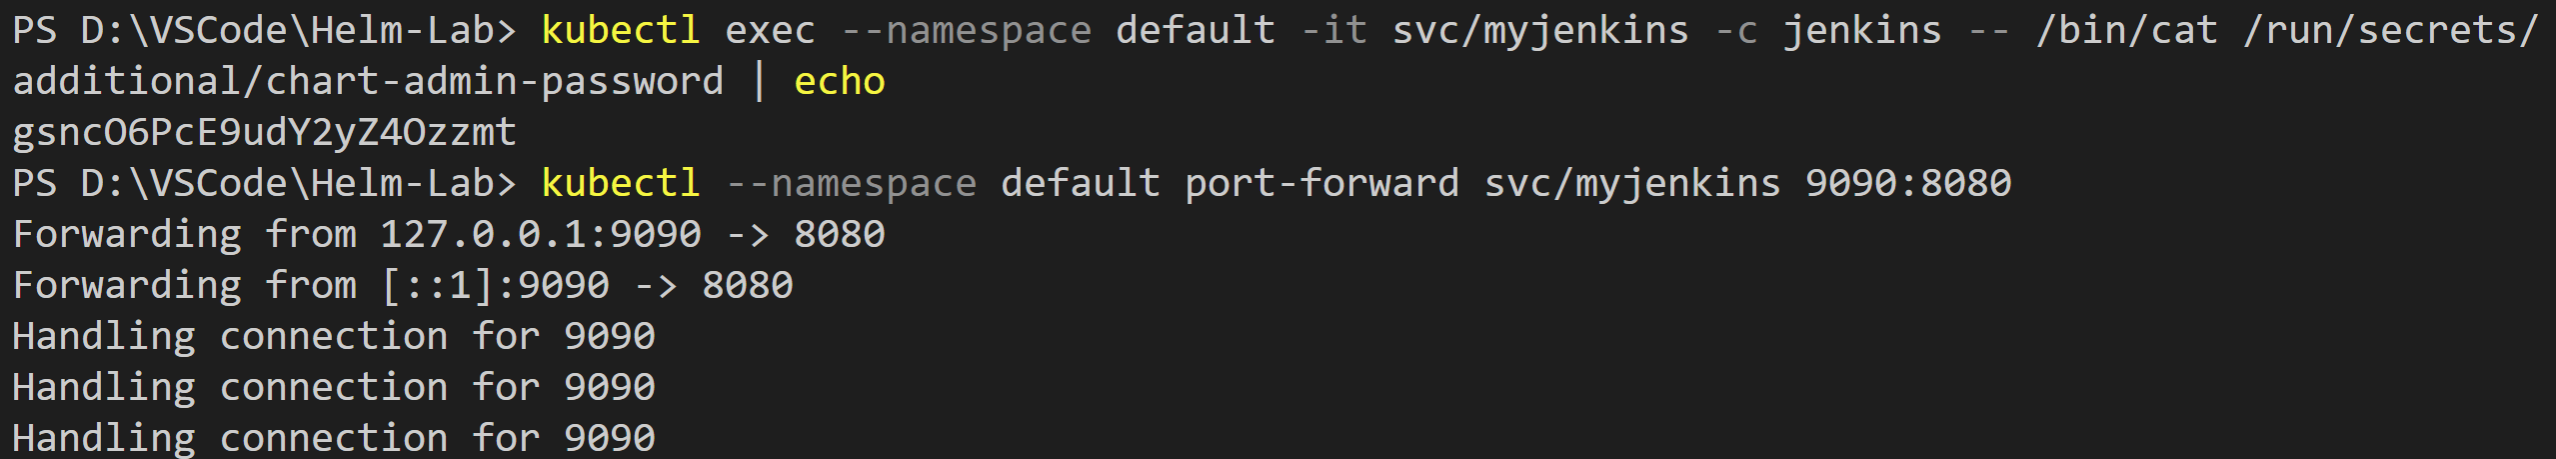 PS D:\VSCode\Helm-Lab> kubectl exec --namespace default -it svc/myjenkins -c jenkins -- /bin/cat /run/secrets/
additional/chart-admin-password | echo
gsncO6PcE9udY2yZ4Ozzmt
PS D:\VSCode\Helm-Lab> kubectl --namespace default port-forward svc/myjenkins 9090:8080
Forwarding from 127.0.0.1:9090 -> 8080
Forwarding from [::1]:9090 -> 8080
Handling connection for 9090
Handling connection for 9090
Handling connection for 9090